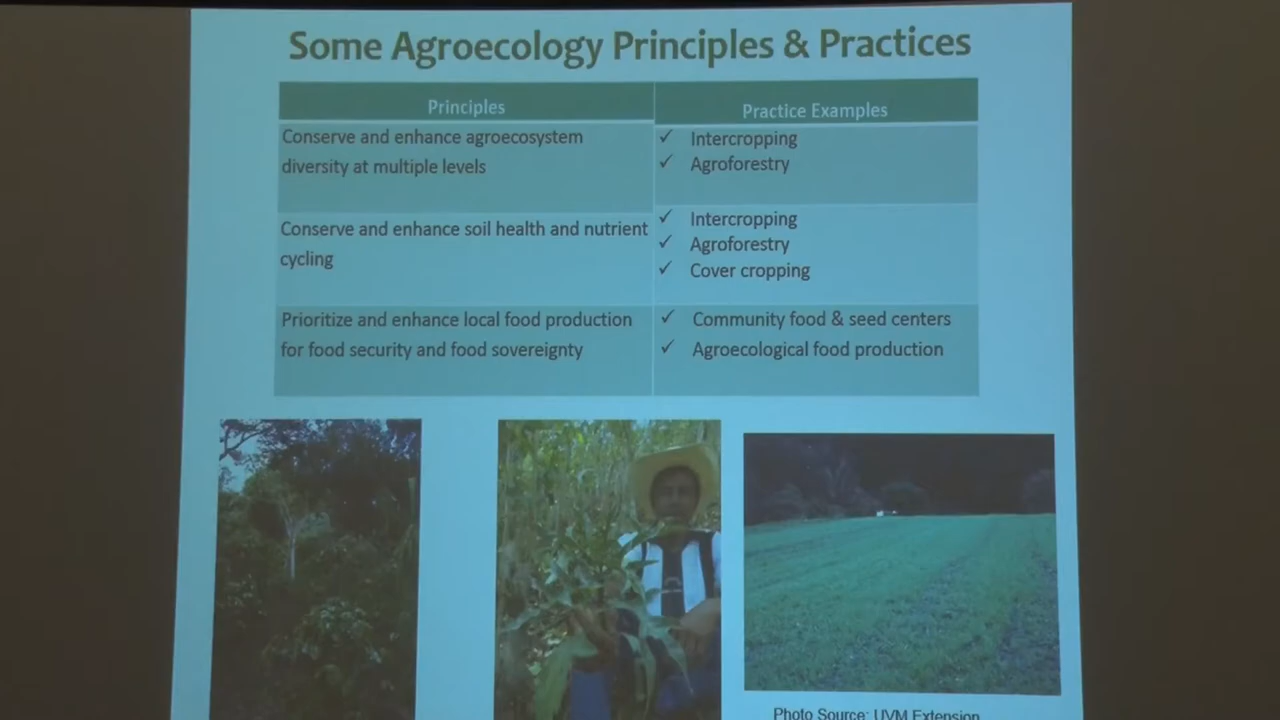 Some Agroecology Principles & Practices
Principles
Practice Examples
Conserve and enhance agroecosystem
diversity at multiple levels
✓ Intercropping
✓ Agroforestry
Conserve and enhance soil health and nutrient
cycling
✓ Intercropping
✓ Agroforestry
✓ Cover cropping
Prioritize and enhance local food production
for food security and food sovereignty
✓ Community food & seed centers
✓ Agroecological food production
Photo Source: UVM Extension